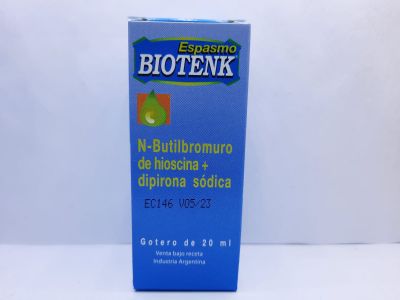 Espasmo
BIOTENK
N-Butilbromuro
de hioscina +
dipirona sódica
EC146 V05/23
Gotero de 20 ml
Venta bajo receta
Industria Argentina